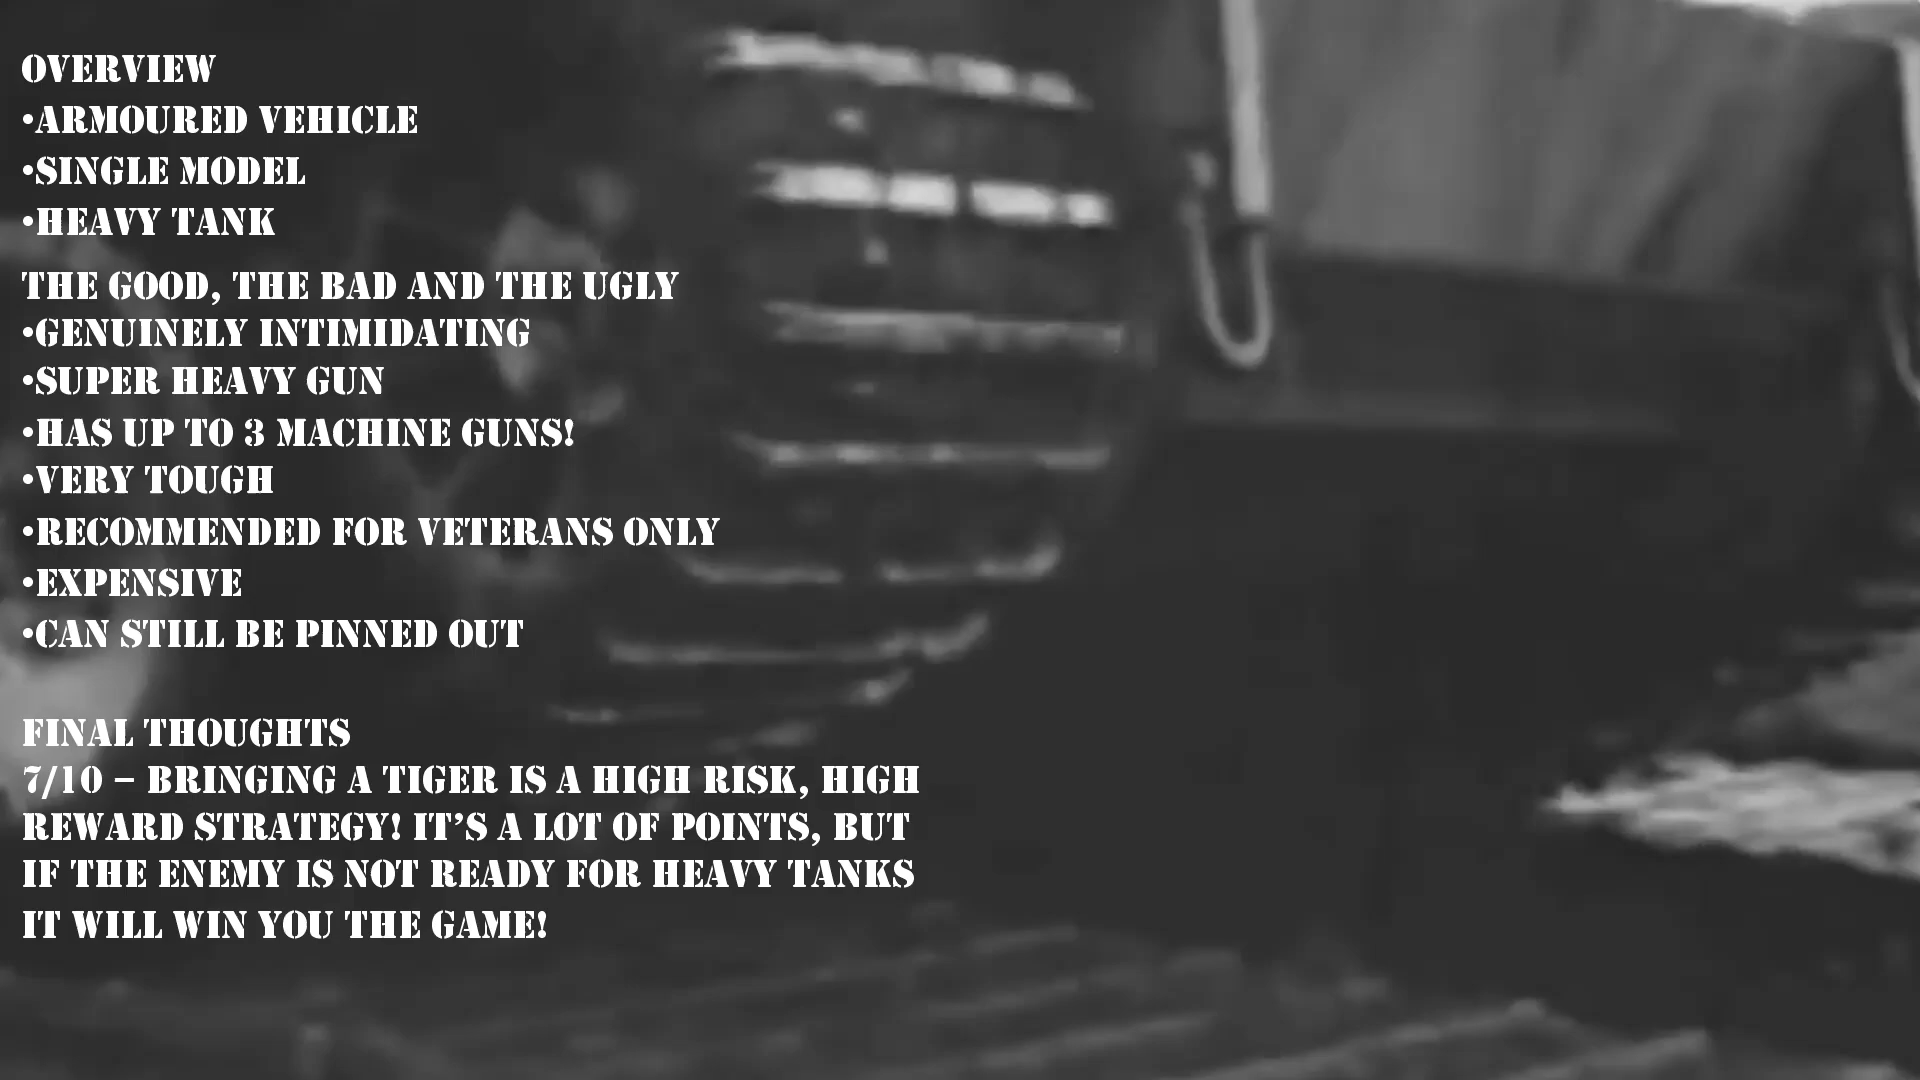 OVERVIEW
•ARMOURED VEHICLE
•SINGLE MODEL
•HEAVY TANK
THE GOOD, THE BAD AND THE UGLY
•GENUINELY INTIMIDATING
•SUPER HEAVY GUN
•HAS UP TO 3 MACHINE GUNS!
•VERY TOUGH
•RECOMMENDED FOR VETERANS ONLY
•EXPENSIVE
•CAN STILL BE PINNED OUT
FINAL THOUGHTS
7/10 – BRINGING A TIGER IS A HIGH RISK, HIGH
REWARD STRATEGY! IT’S A LOT OF POINTS, BUT
IF THE ENEMY IS NOT READY FOR HEAVY TANKS
IT WILL WIN YOU THE GAME!